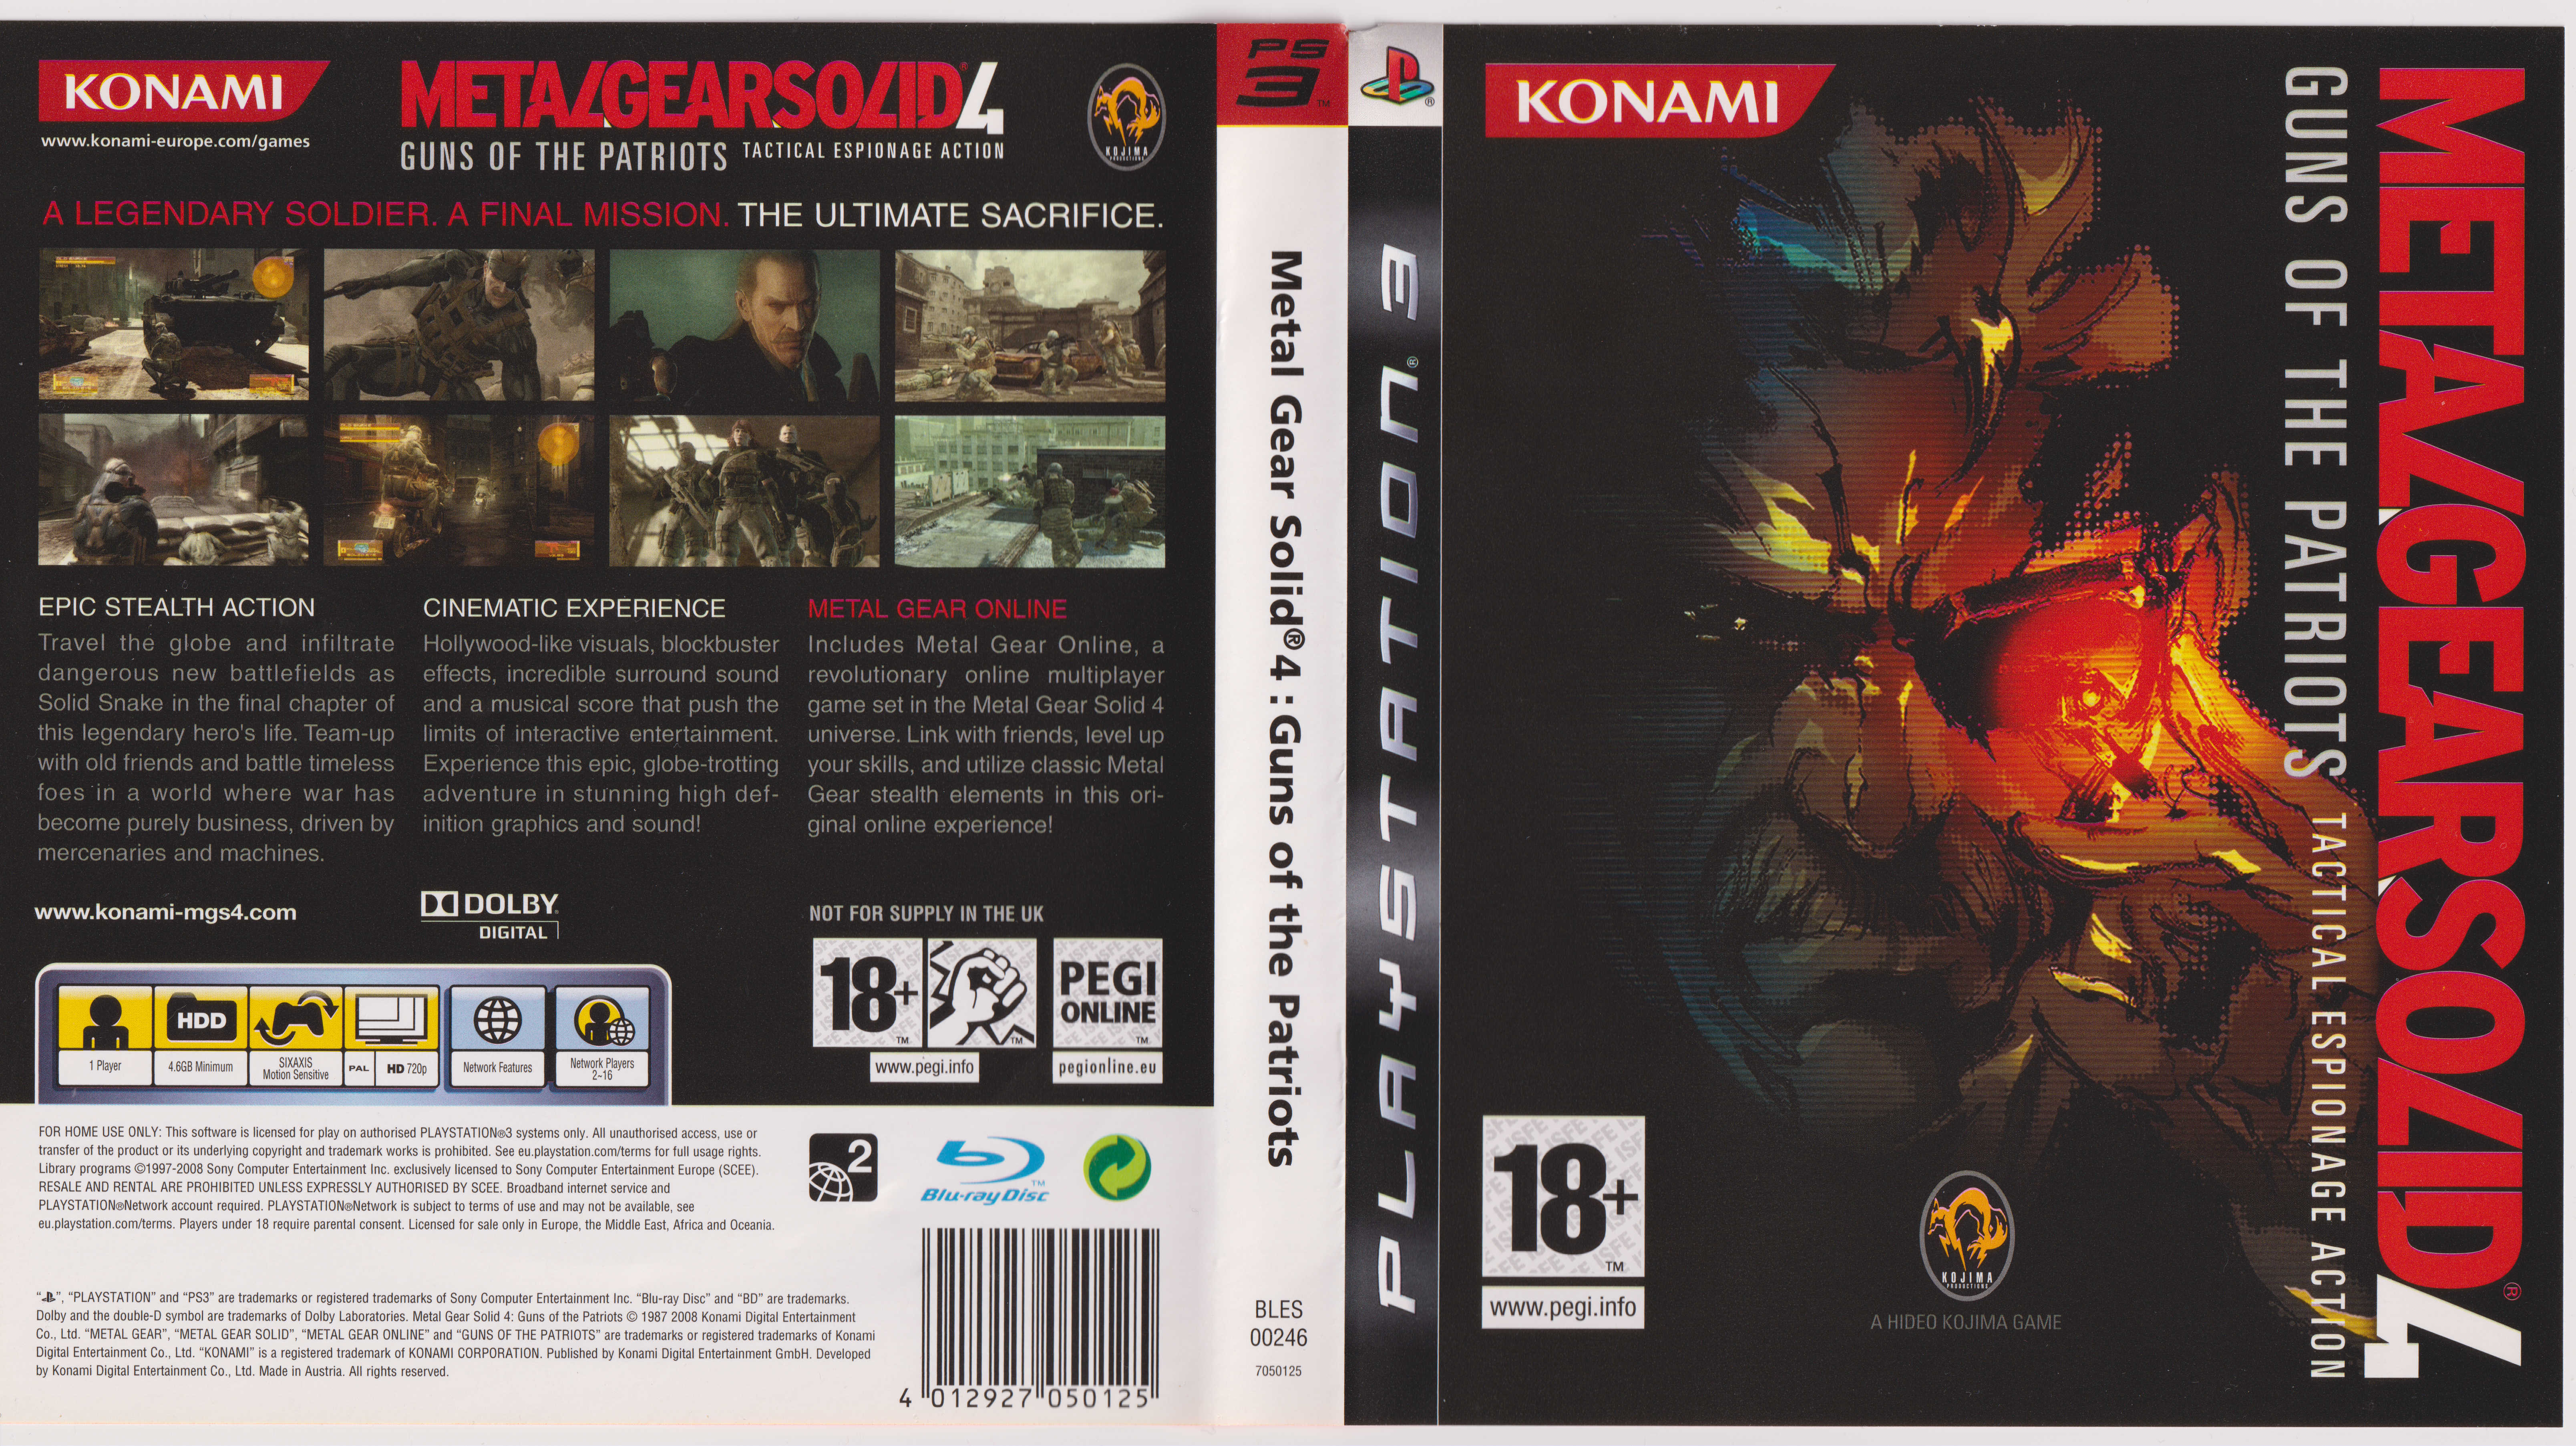 KONAMI
www.konami-europe.com/games
METAL GEAR SOLID® 4
GUNS OF THE PATRIOTS TACTICAL ESPIONAGE ACTION
KOJIMA
PRODUCTIONS
A LEGENDARY SOLDIER. A FINAL MISSION. THE ULTIMATE SACRIFICE.
EPIC STEALTH ACTION
Travel the globe and infiltrate
dangerous new battlefields as
Solid Snake in the final chapter of
this legendary hero's life. Team-up
with old friends and battle timeless
foes in a world where war has
become purely business, driven by
mercenaries and machines.
CINEMATIC EXPERIENCE
Hollywood-like visuals, blockbuster
effects, incredible surround sound
and a musical score that push the
limits of interactive entertainment.
Experience this epic, globe-trotting
adventure in stunning high def-
inition graphics and sound!
METAL GEAR ONLINE
Includes Metal Gear Online, a
revolutionary online multiplayer
game set in the Metal Gear Solid 4
universe. Link with friends, level up
your skills, and utilize classic Metal
Gear stealth elements in this ori-
ginal online experience!
www.konami-mgs4.com
DOLBY
DIGITAL
NOT FOR SUPPLY IN THE UK
18+
TM
TM
PEGI
ONLINE
TM
www.pegi.info
pegionline.eu
HDD
1 Player
4.6GB Minimum
SIXAXIS
Motion Sensitive
PAL
HD 720p
Network Features
Network Players
2~16
FOR HOME USE ONLY: This software is licensed for play on authorised PLAYSTATION®3 systems only. All unauthorised access, use or
transfer of the product or its underlying copyright and trademark works is prohibited. See eu.playstation.com/terms for full usage rights.
Library programs ©1997-2008 Sony Computer Entertainment Inc. exclusively licensed to Sony Computer Entertainment Europe (SCEE).
RESALE AND RENTAL ARE PROHIBITED UNLESS EXPRESSLY AUTHORISED BY SCEE. Broadband internet service and
PLAYSTATION®Network account required. PLAYSTATION®Network is subject to terms of use and may not be available, see
eu.playstation.com/terms. Players under 18 require parental consent. Licensed for sale only in Europe, the Middle East, Africa and Oceania.
2
Blu-ray Disc
TM
"", "PLAYSTATION" and "PS3" are trademarks or registered trademarks of Sony Computer Entertainment Inc. "Blu-ray Disc" and "BD" are trademarks.
Dolby and the double-D symbol are trademarks of Dolby Laboratories. Metal Gear Solid 4: Guns of the Patriots © 1987 2008 Konami Digital Entertainment
Co., Ltd. "METAL GEAR", "METAL GEAR SOLID", "METAL GEAR ONLINE" and "GUNS OF THE PATRIOTS" are trademarks or registered trademarks of Konami
Digital Entertainment Co., Ltd. "KONAMI" is a registered trademark of KONAMI CORPORATION. Published by Konami Digital Entertainment GmbH. Developed
by Konami Digital Entertainment Co., Ltd. Made in Austria. All rights reserved.
4 012927 050125
PS
3 TM
Metal Gear Solid® 4 : Guns of the Patriots
BLES
00246
7050125
®
PLAYSTATION®3
KONAMI
METAL GEAR SOLID® 4
GUNS OF THE PATRIOTS TACTICAL ESPIONAGE ACTION
18+
TM
www.pegi.info
KOJIMA
PRODUCTIONS
A HIDEO KOJIMA GAME